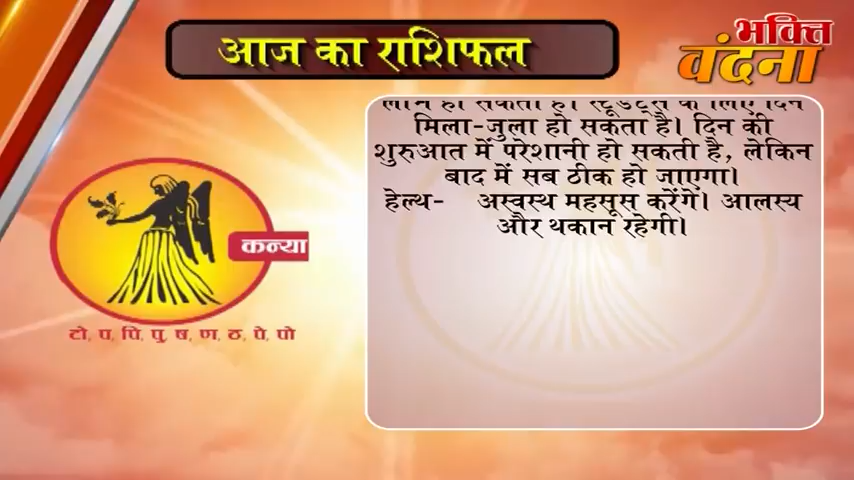 आज का राशिफल
भक्ति
वंदना
लाभ हो सकता है। स्टूडेंट्स के लिए दिन
मिला-जुला हो सकता है। दिन की
शुरुआत में परेशानी हो सकती है, लेकिन
बाद में सब ठीक हो जाएगा।
हेल्थ- अस्वस्थ महसूस करेंगे। आलस्य
और थकान रहेगी।
कन्या
टो, प, पि, पु, ष, ण, ठ, पे, पो